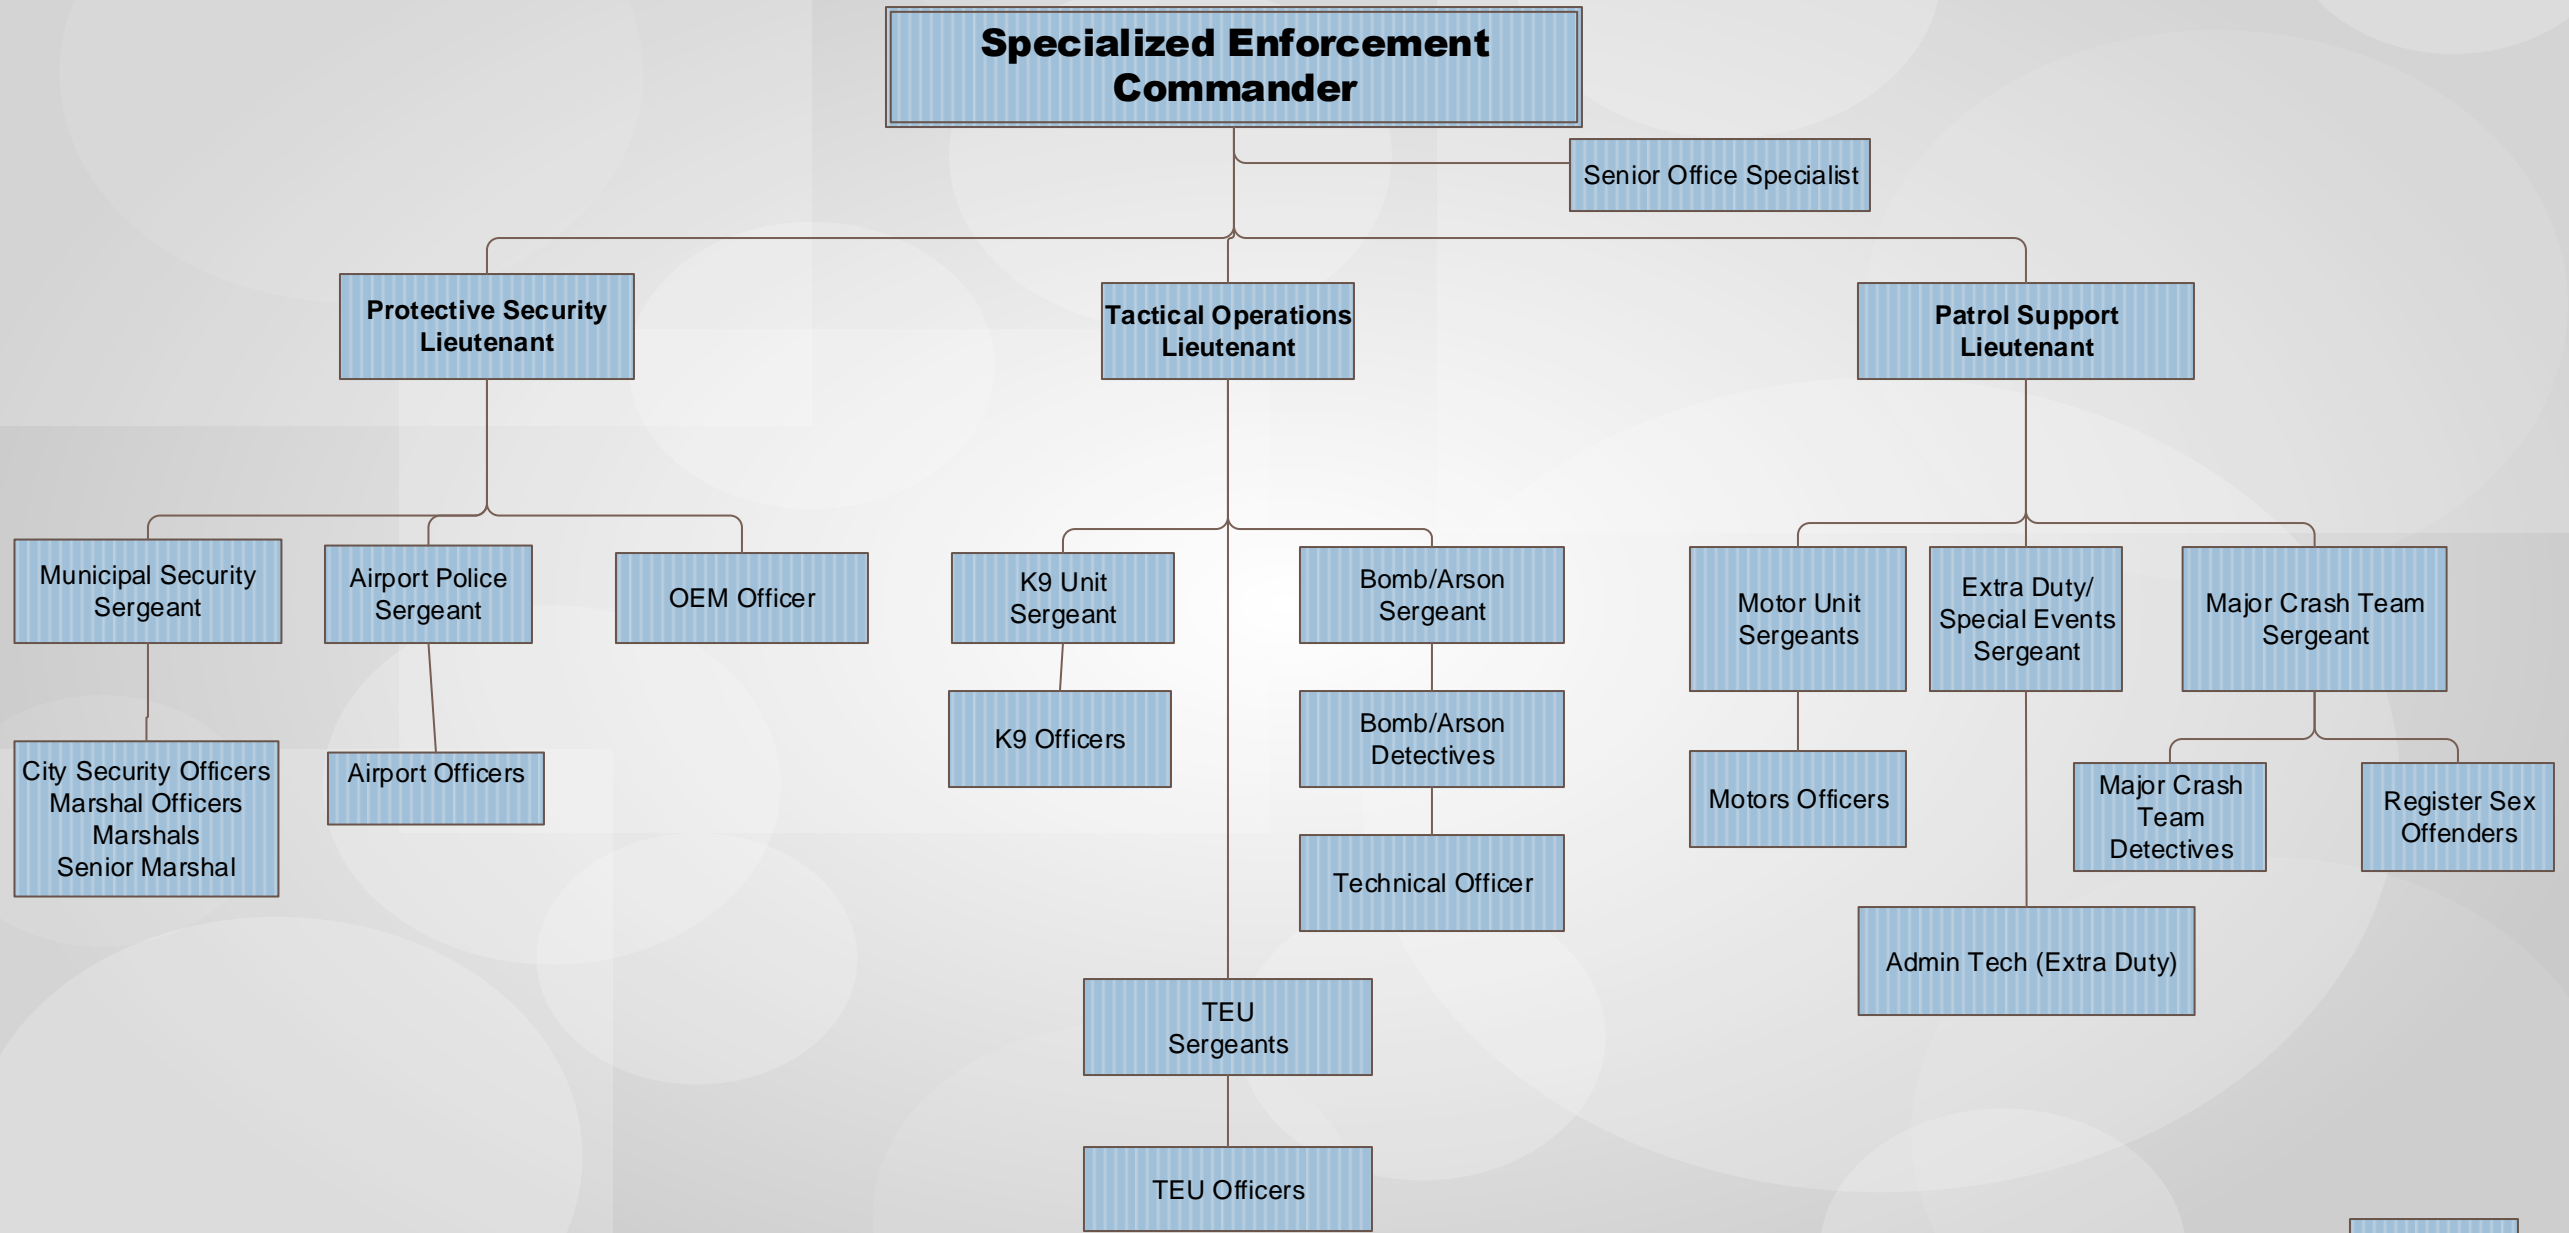 Specialized Enforcement
Commander
Senior Office Specialist
Protective Security
Lieutenant
Tactical Operations
Lieutenant
Patrol Support
Lieutenant
Municipal Security
Sergeant
Airport Police
Sergeant
OEM Officer
K9 Unit
Sergeant
Bomb/Arson
Sergeant
Motor Unit
Sergeants
Extra Duty/
Special Events
Sergeant
Major Crash Team
Sergeant
City Security Officers
Marshal Officers
Marshals
Senior Marshal
Airport Officers
K9 Officers
Bomb/Arson
Detectives
Technical Officer
Motors Officers
Major Crash
Team
Detectives
Register Sex
Offenders
Admin Tech (Extra Duty)
TEU
Sergeants
TEU Officers